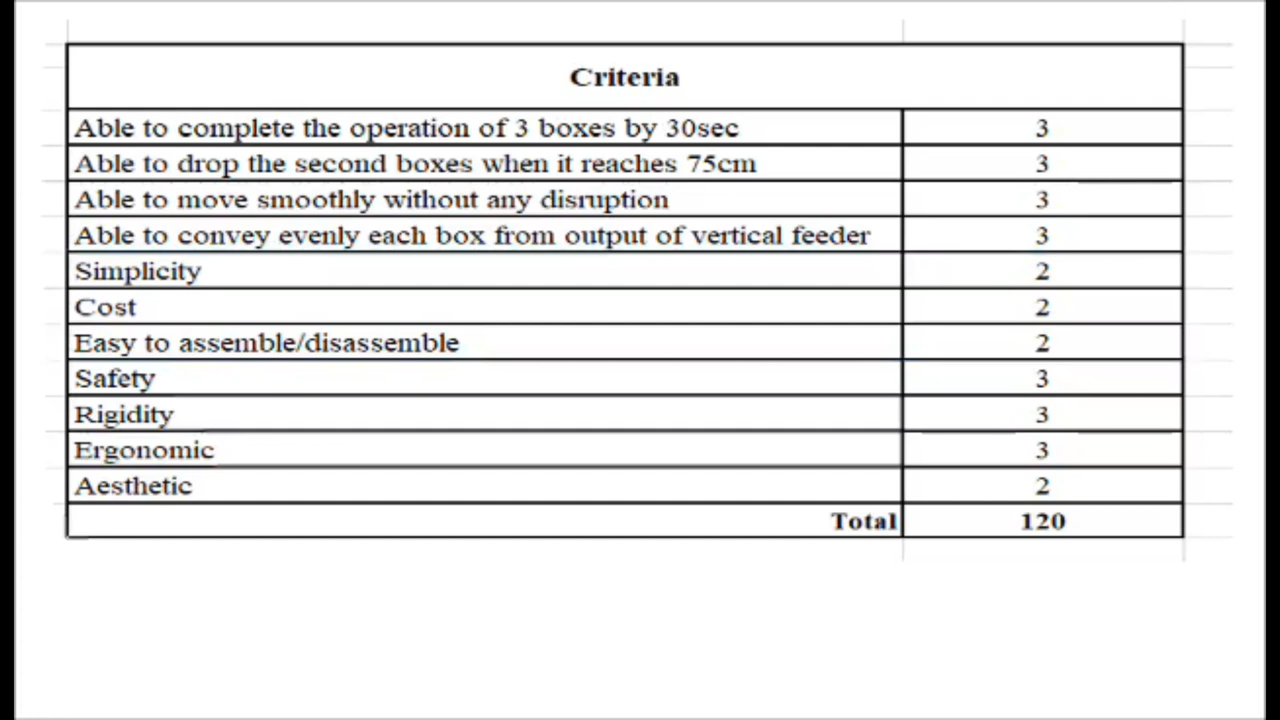 Criteria
Able to complete the operation of 3 boxes by 30sec 3
Able to drop the second boxes when it reaches 75cm 3
Able to move smoothly without any disruption 3
Able to convey evenly each box from output of vertical feeder 3
Simplicity 2
Cost 2
Easy to assemble/disassemble 2
Safety 3
Rigidity 3
Ergonomic 3
Aesthetic 2
Total 120